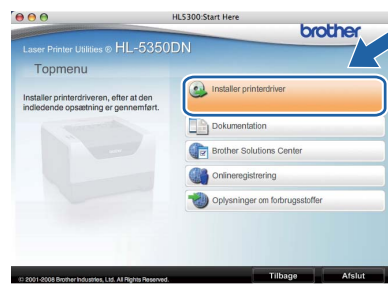 HL5300:Start Here
brother
Laser Printer Utilities ® HL-5350DN
Topmenu
Installer printerdriveren, efter at den
indledende opsætning er gennemført.
Installer printerdriver
Dokumentation
Brother Solutions Center
Onlineregistrering
Oplysninger om forbrugsstoffer
© 2001-2008 Brother Industries, Ltd. All Rights Reserved.
Tilbage
Afslut